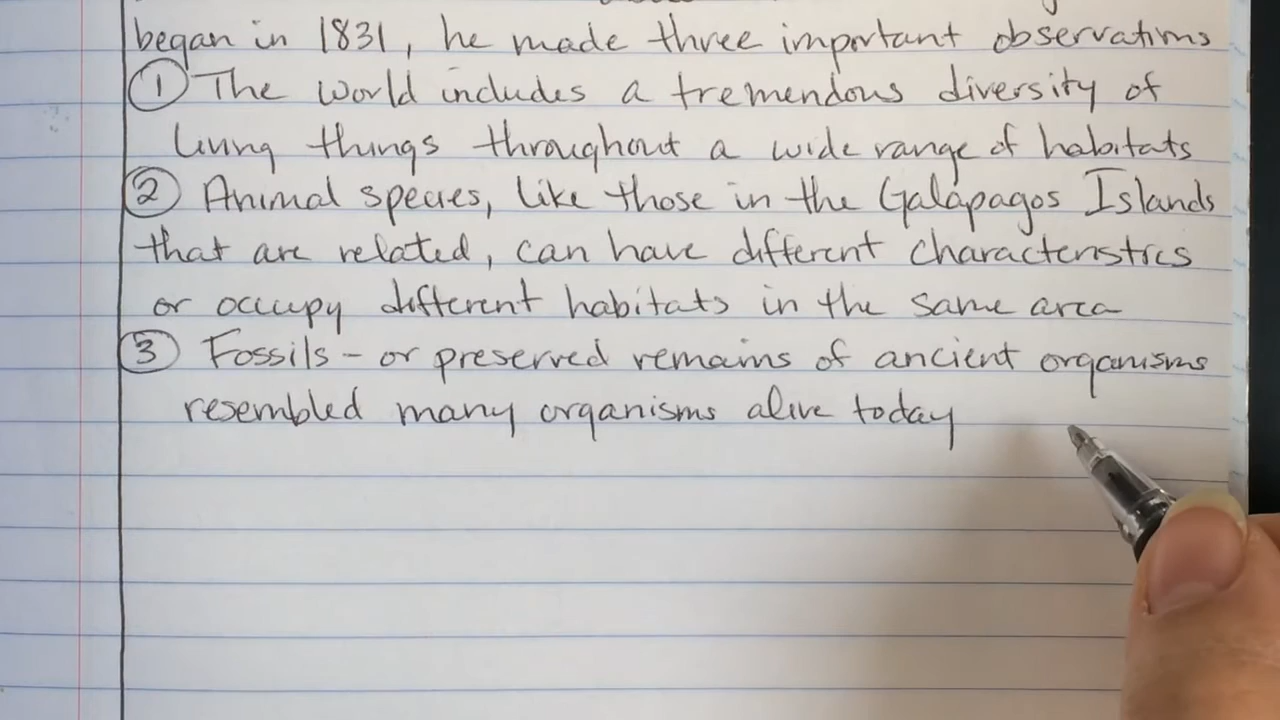 began in 1831, he made three important observations
① The world includes a tremendous diversity of
living things throughout a wide range of habitats
② Animal species, like those in the Galápagos Islands
that are related, can have different characteristics
or occupy different habitats in the same area
③ Fossils - or preserved remains of ancient organisms
resembled many organisms alive today